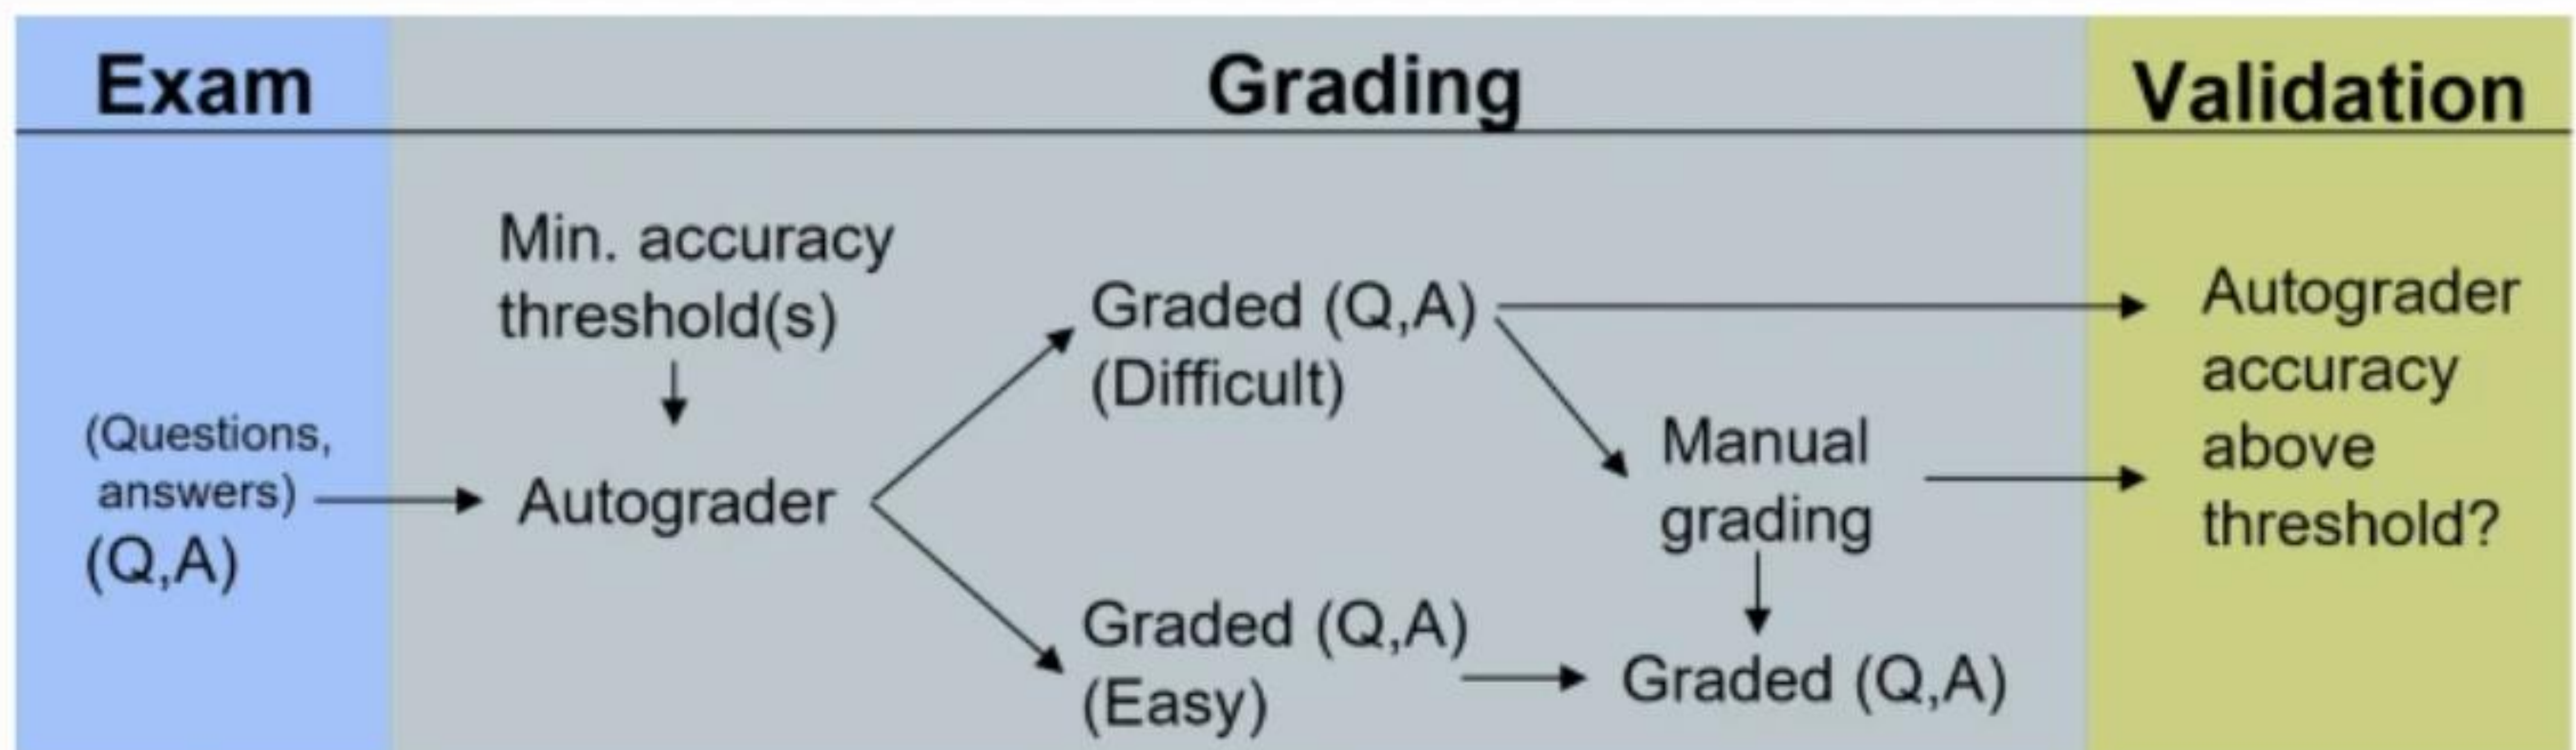 Exam
Grading
Validation
(Questions,
answers)
(Q,A)
Min. accuracy
threshold(s)
Autograder
Graded (Q,A)
(Difficult)
Graded (Q,A)
(Easy)
Manual
grading
Graded (Q,A)
Autograder
accuracy
above
threshold?